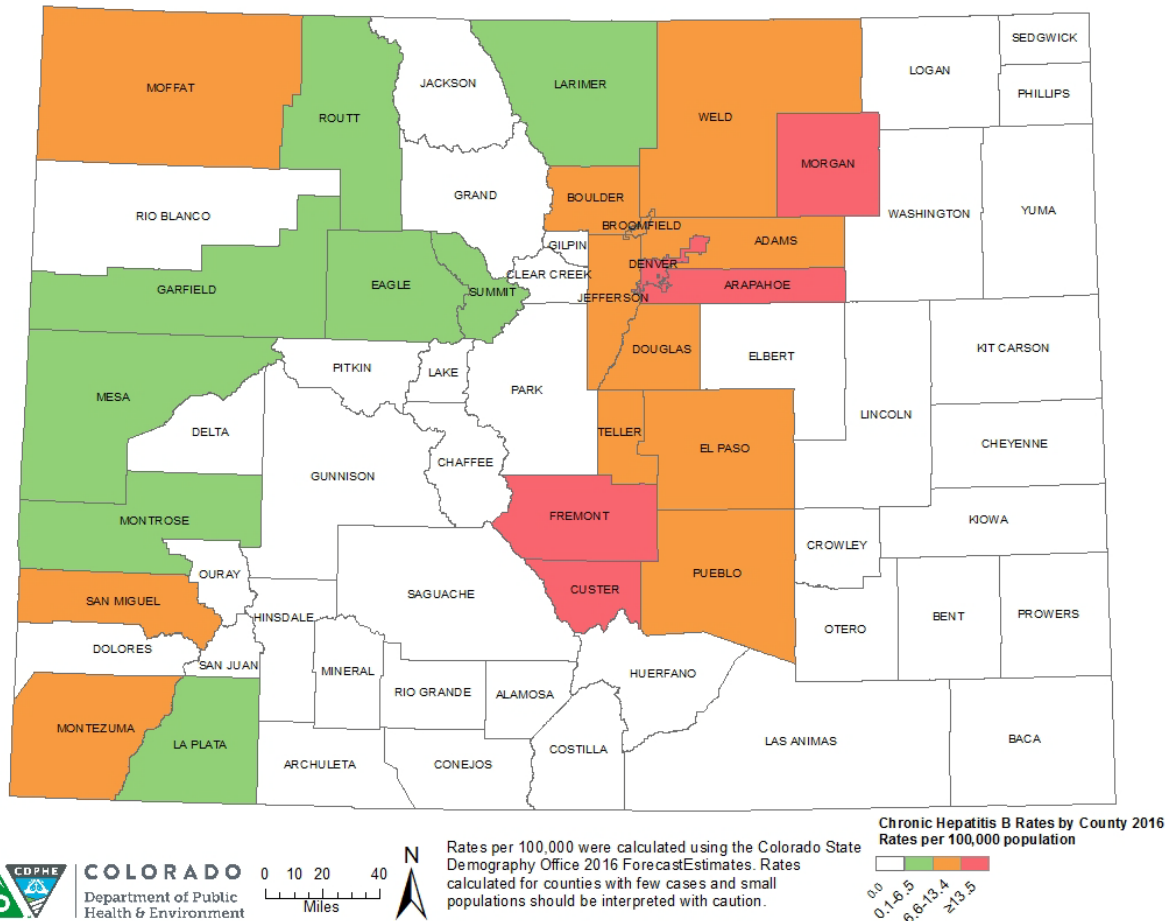 SEDGWICK
LOGAN
JACKSON
LARIMER
MOFFAT
PHILLIPS
ROUTT
WELD
MORGAN
GRAND
BOULDER
RIO BLANCO
WASHINGTON
YUMA
BROOMFIELD
ADAMS
GILPIN
DENVER
CLEAR CREEK
ARAPAHOE
GARFIELD
EAGLE
SUMMIT
JEFFERSON
DOUGLAS
ELBERT
KIT CARSON
PITKIN
LAKE
PARK
MESA
LINCOLN
DELTA
TELLER
EL PASO
CHEYENNE
CHAFFEE
GUNNISON
FREMONT
MONTROSE
KIOWA
CROWLEY
OURAY
PUEBLO
CUSTER
SAGUACHE
SAN MIGUEL
HINSDALE
BENT
PROWERS
OTERO
DOLORES
SAN JUAN
MINERAL
HUERFANO
RIO GRANDE
ALAMOSA
MONTEZUMA
LA PLATA
COSTILLA
LAS ANIMAS
BACA
ARCHULETA
CONEJOS
CDPHE
COLORADO
Department of Public
Health & Environment
0 10 20 40
Miles
N
Rates per 100,000 were calculated using the Colorado State
Demography Office 2016 ForecastEstimates. Rates
calculated for counties with few cases and small
populations should be interpreted with caution.
Chronic Hepatitis B Rates by County 2016
Rates per 100,000 population
0.0
0.1-6.5
6.6-13.4
≥13.5